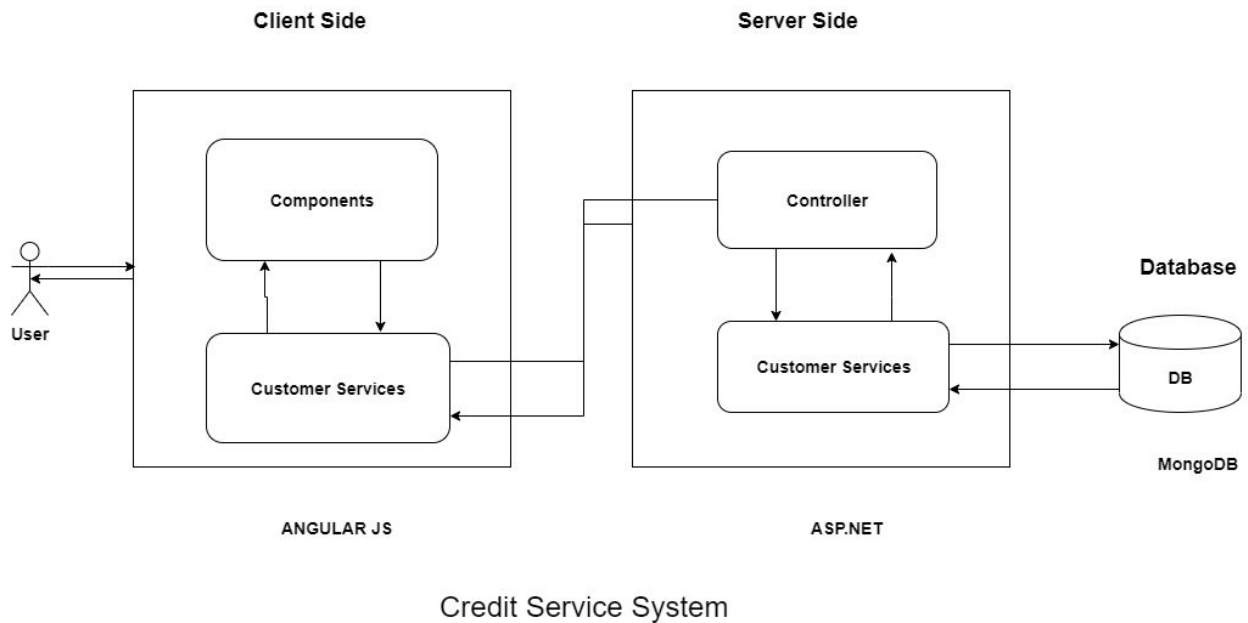 Client Side
Server Side
Components
Controller
Database
User
Customer Services
Customer Services
DB
MongoDB
ANGULAR JS
ASP.NET
Credit Service System